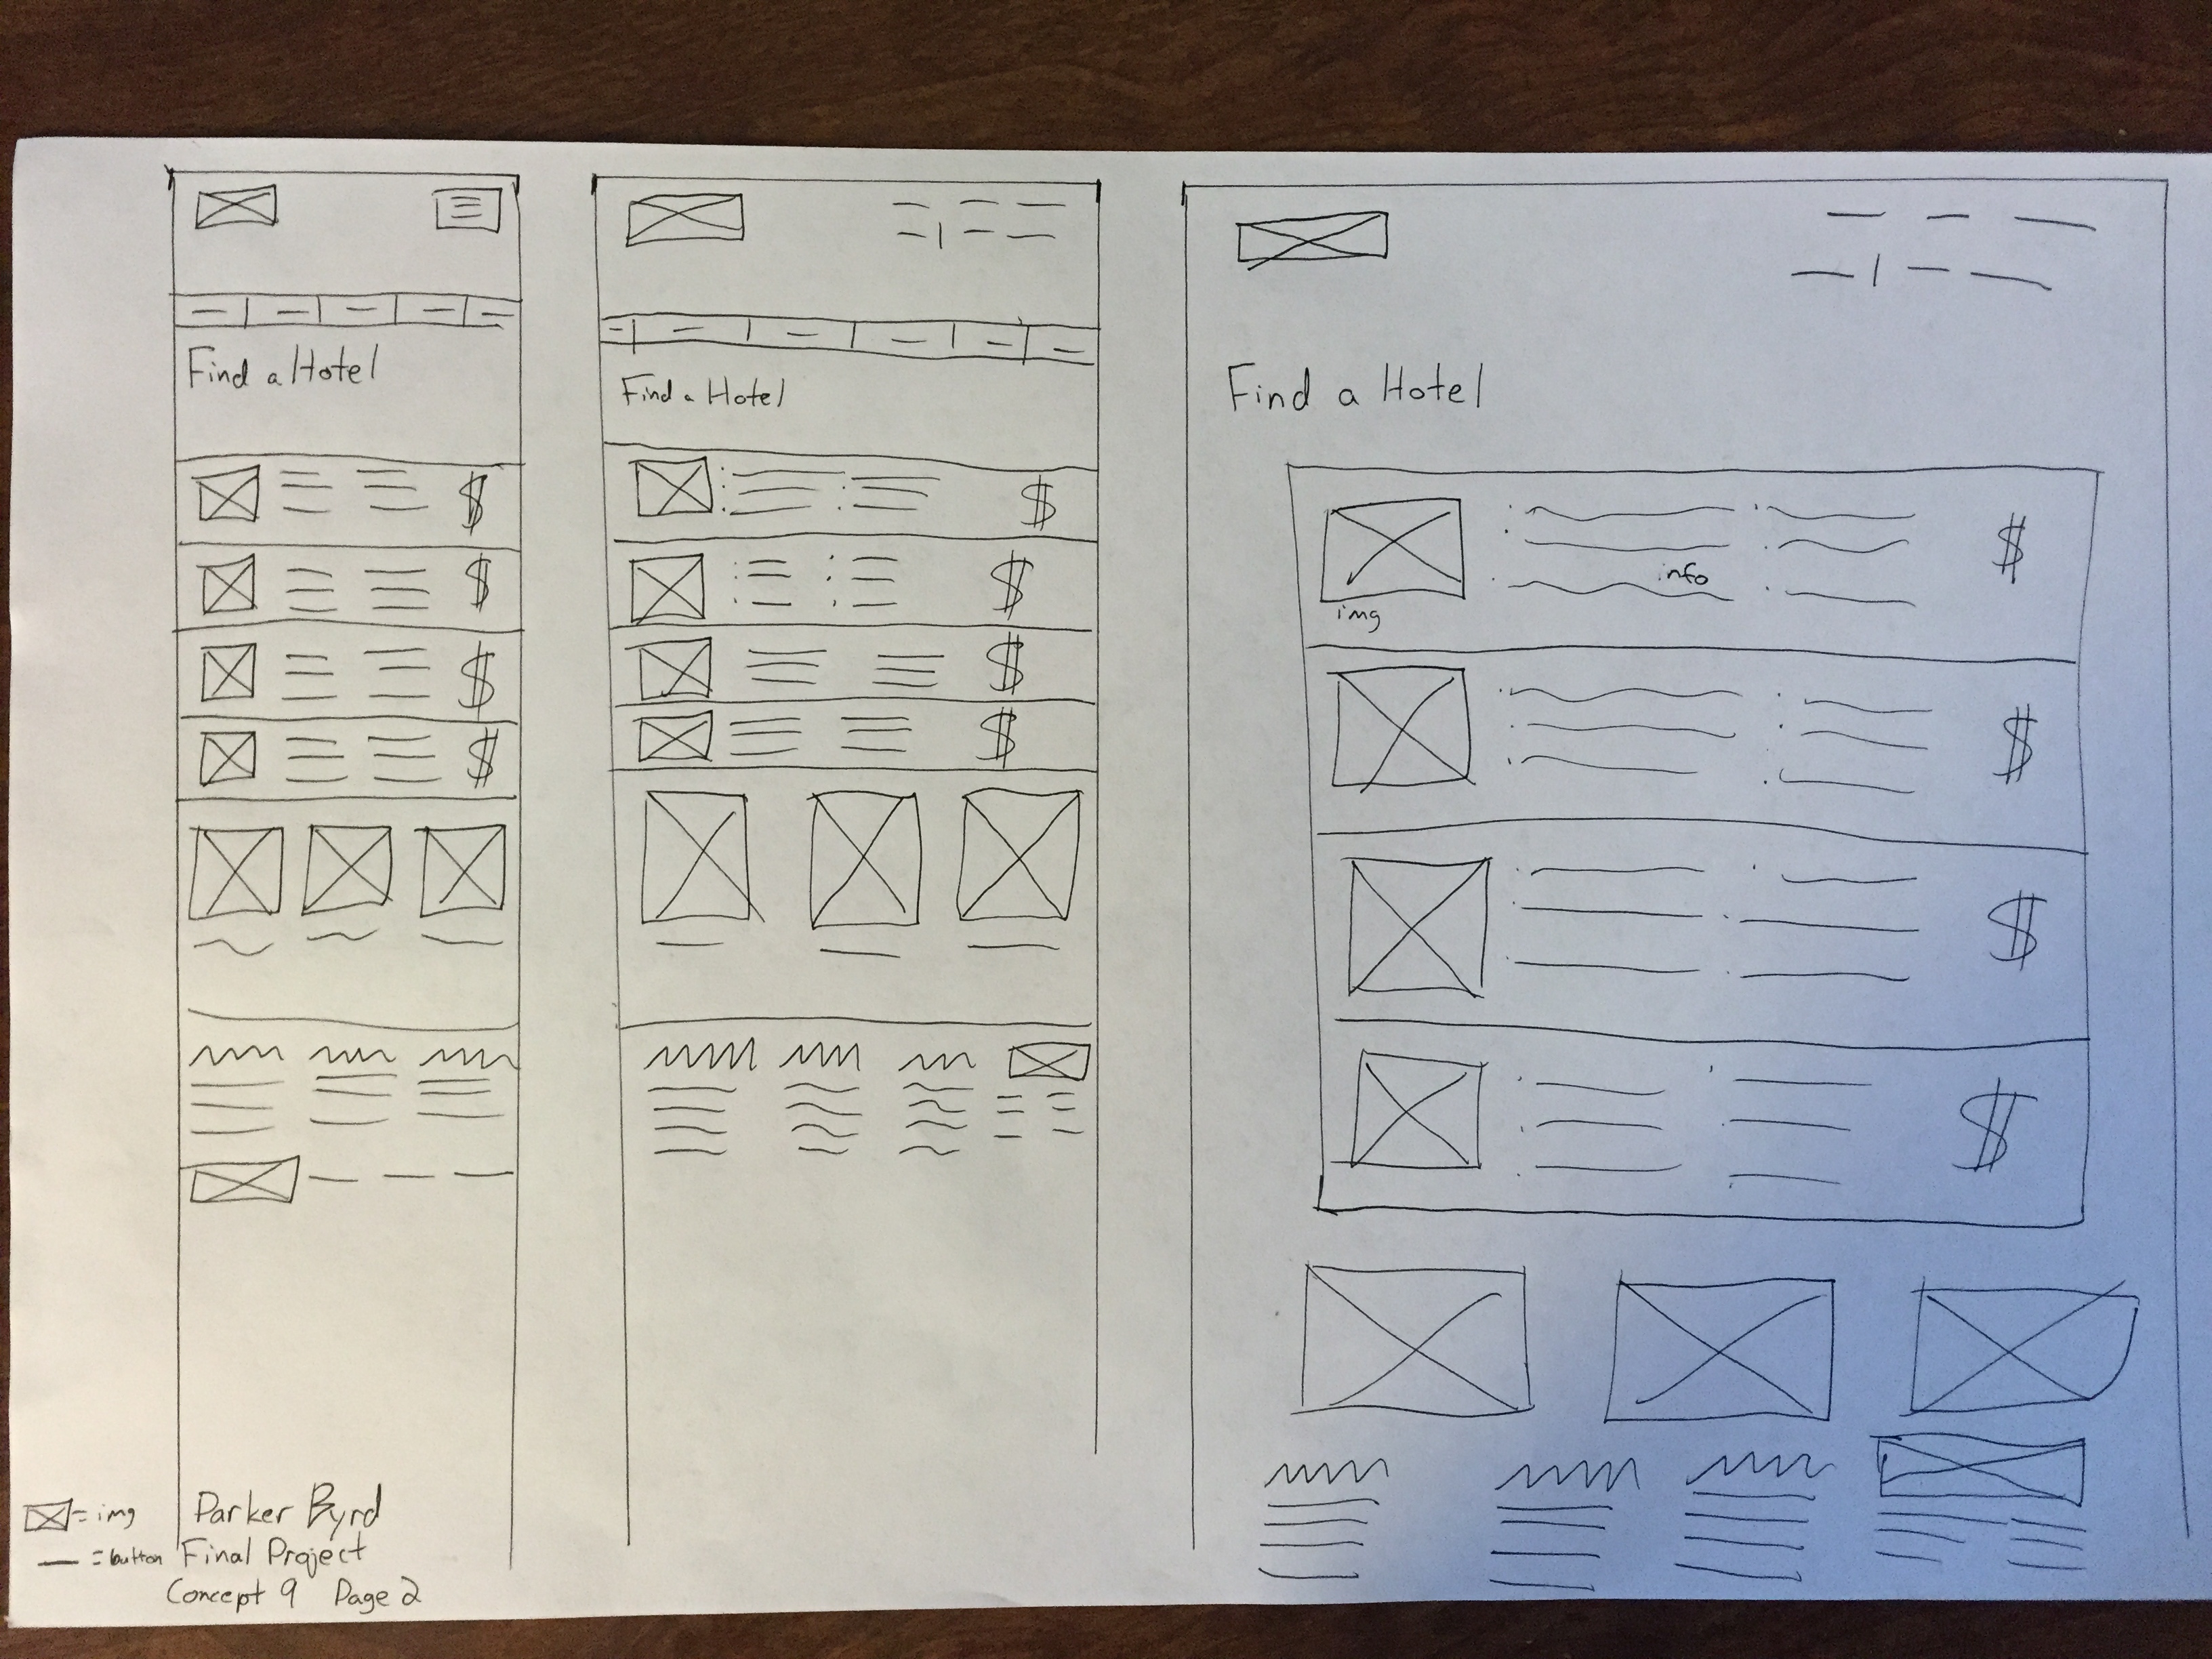 Find a Hotel
$
$
$
$
Find a Hotel
$
$
$
$
Find a Hotel
info
$
img
$
$
$
= img
= button
Parker Byrd
Final Project
Concept 9 Page 2